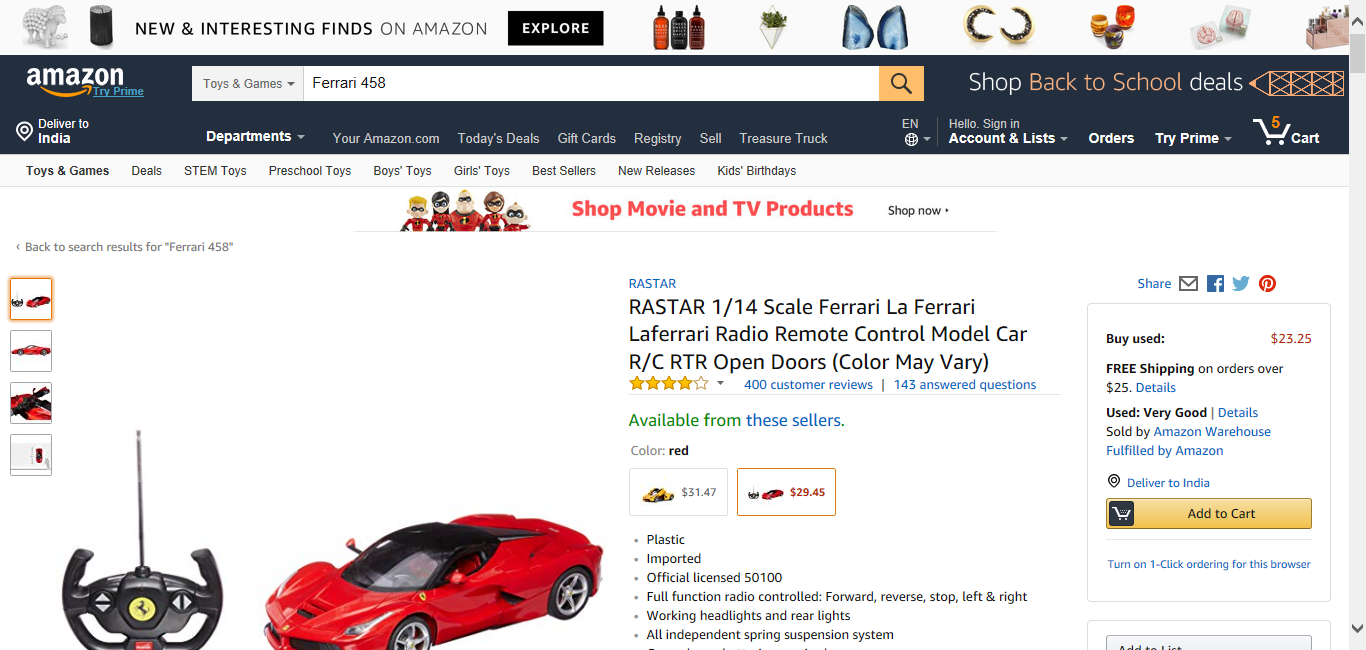 NEW & INTERESTING FINDS ON AMAZON EXPLORE
amazon
Try Prime
Toys & Games
Ferrari 458
Shop Back to School deals
Deliver to
India
Departments
Your Amazon.com
Today's Deals
Gift Cards
Registry
Sell
Treasure Truck
EN
Hello. Sign in
Account & Lists
Orders
Try Prime
5
Cart
Toys & Games
Deals
STEM Toys
Preschool Toys
Boys' Toys
Girls' Toys
Best Sellers
New Releases
Kids' Birthdays
Shop Movie and TV Products
Shop now ›
‹ Back to search results for "Ferrari 458"
RASTAR
RASTAR 1/14 Scale Ferrari La Ferrari
Laferrari Radio Remote Control Model Car
R/C RTR Open Doors (Color May Vary)
400 customer reviews | 143 answered questions
Available from these sellers.
Color: red
$31.47
$29.45
Plastic
Imported
Official licensed 50100
Full function radio controlled: Forward, reverse, stop, left & right
Working headlights and rear lights
All independent spring suspension system
Share
Buy used: $23.25
FREE Shipping on orders over
$25. Details
Used: Very Good | Details
Sold by Amazon Warehouse
Fulfilled by Amazon
Deliver to India
Add to Cart
Turn on 1-Click ordering for this browser
Add to List